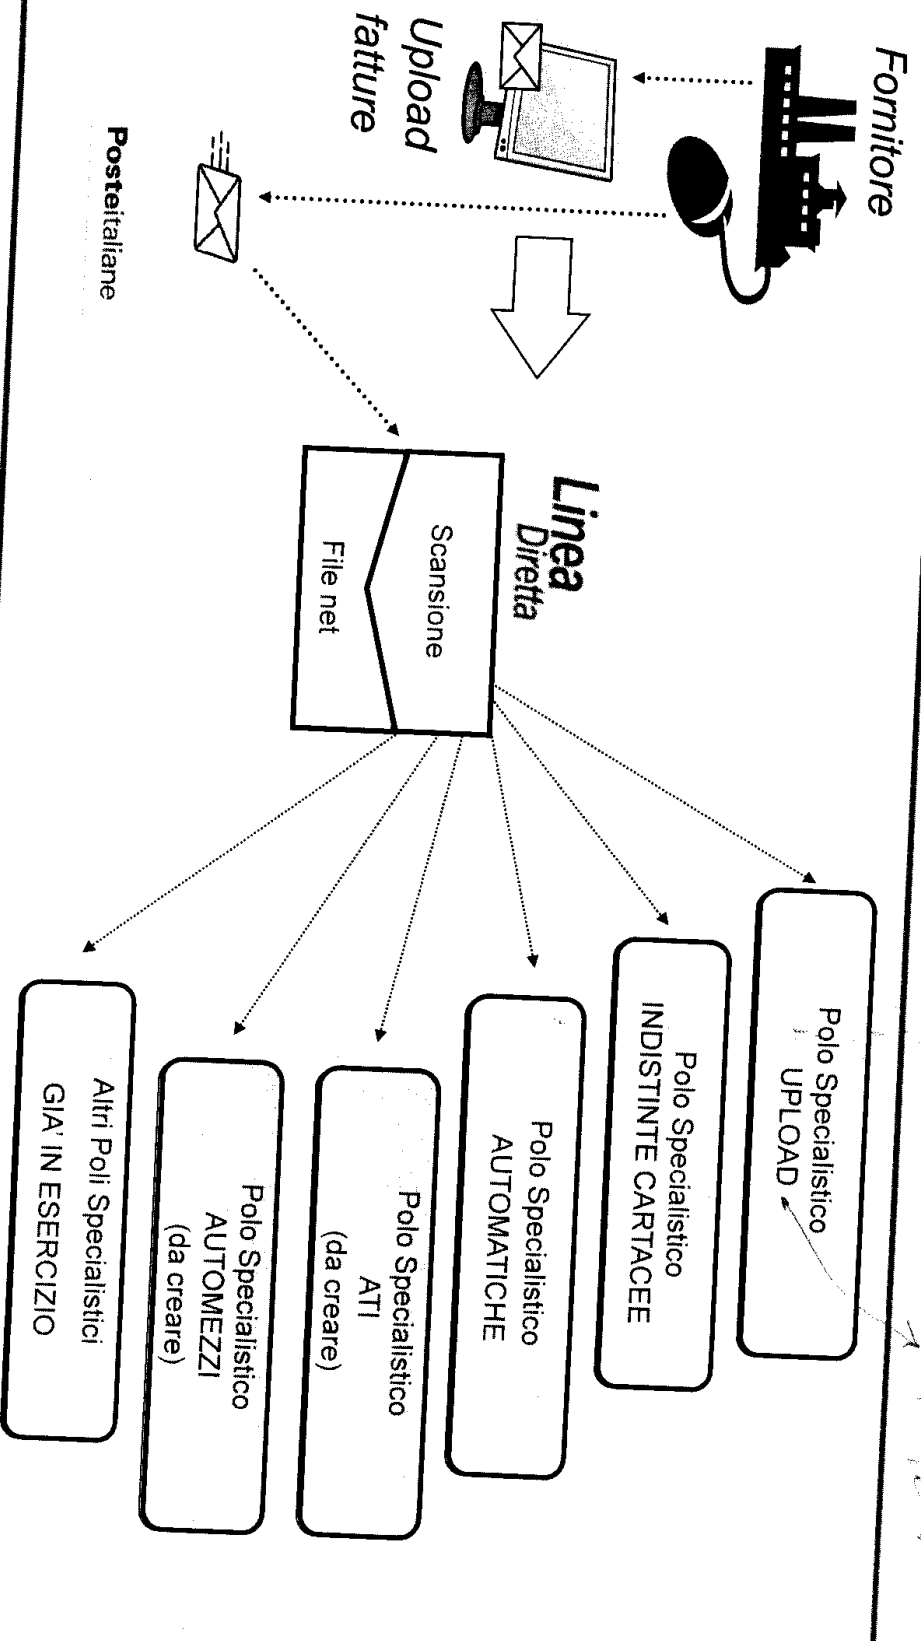 Fornitore
Upload
fatture
Posteitaliane
Linea
Diretta
Scansione
File net
Polo Specialistico
UPLOAD
Polo Specialistico
INDISTINTE CARTACEE
Polo Specialistico
AUTOMATICHE
Polo Specialistico
ATI
(da creare)
Polo Specialistico
AUTOMEZZI
(da creare)
Altri Poli Specialistici
GIA' IN ESERCIZIO